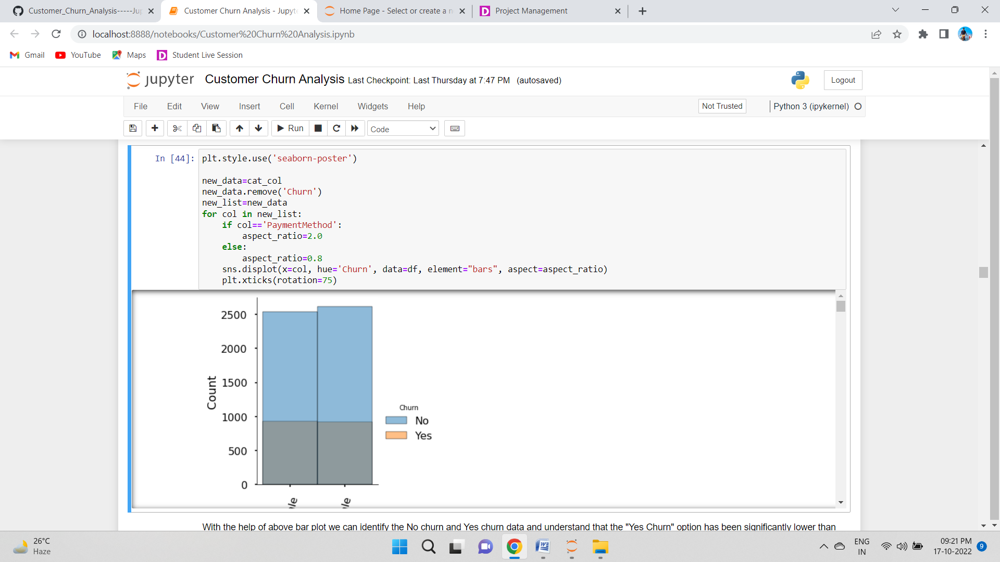 Customer_Churn_Analysis-----Jup
Customer Churn Analysis - Jupyte
Home Page - Select or create a n
Project Management
localhost:8888/notebooks/Customer%20Churn%20Analysis.ipynb
Gmail
YouTube
Maps
Student Live Session
jupyter
Customer Churn Analysis Last Checkpoint: Last Thursday at 7:47 PM (autosaved)
Logout
File Edit View Insert Cell Kernel Widgets Help
Not Trusted
Python 3 (ipykernel)
Run
Code
In [44]:
plt.style.use('seaborn-poster')
new_data=cat_col
new_data.remove('Churn')
new_list=new_data
for col in new_list:
    if col=='PaymentMethod':
        aspect_ratio=2.0
    else:
        aspect_ratio=0.8
    sns.displot(x=col, hue='Churn', data=df, element="bars", aspect=aspect_ratio)
    plt.xticks(rotation=75)
2500
2000
1500
1000
500
0
Count
Churn
No
Yes
le
le
With the help of above bar plot we can identify the No churn and Yes churn data and understand that the "Yes Churn" option has been significantly lower than
26°C
Haze
ENG
IN
09:21 PM
17-10-2022
9